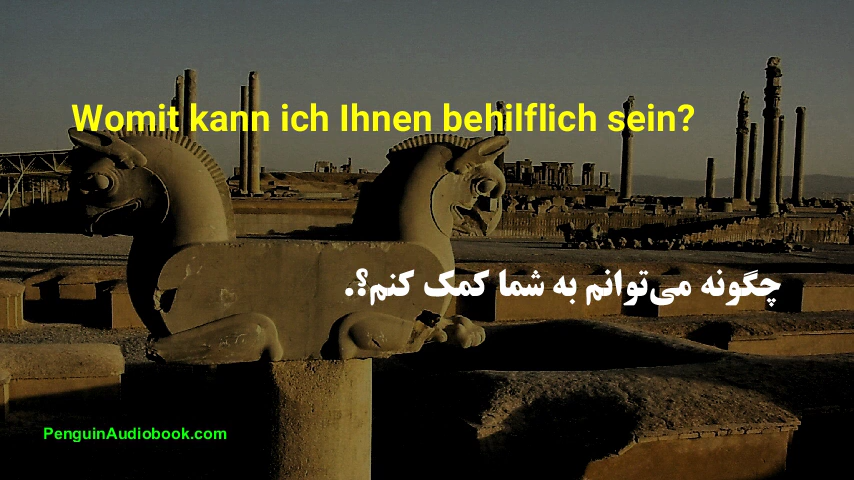 Womit kann ich Ihnen behilflich sein?
چگونه می‌توانم به شما کمک کنم؟.
PenguinAudiobook.com